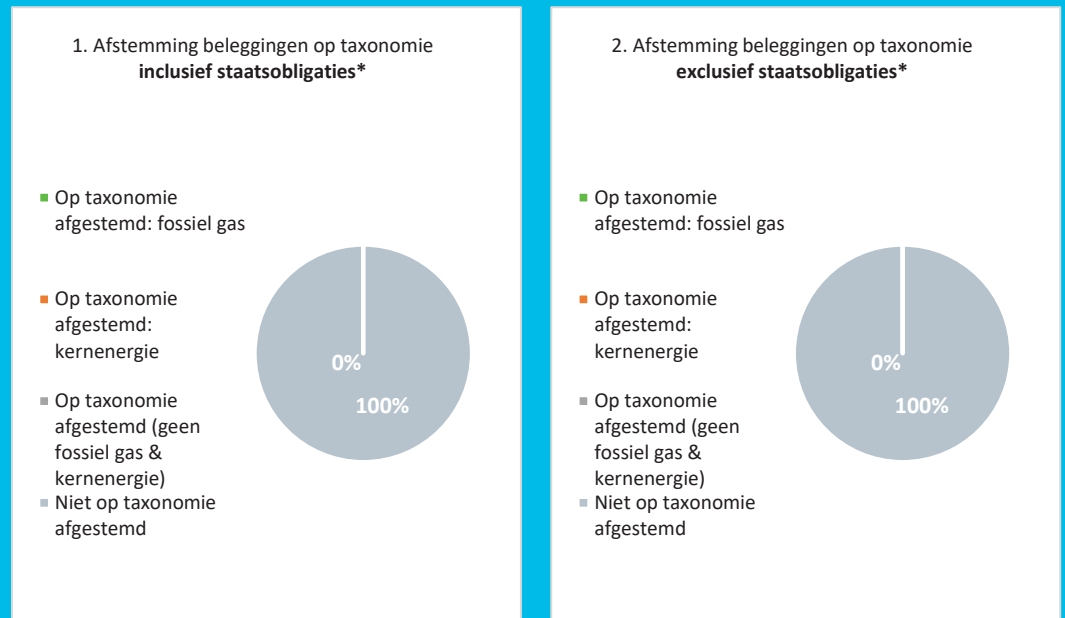 1. Afstemming beleggingen op taxonomie
inclusief staatsobligaties*
Op taxonomie
afgestemd: fossiel gas
Op taxonomie
afgestemd:
kernenergie
Op taxonomie
afgestemd (geen
fossiel gas &
kernenergie)
Niet op taxonomie
afgestemd
0%
100%
2. Afstemming beleggingen op taxonomie
exclusief staatsobligaties*
Op taxonomie
afgestemd: fossiel gas
Op taxonomie
afgestemd:
kernenergie
Op taxonomie
afgestemd (geen
fossiel gas &
kernenergie)
Niet op taxonomie
afgestemd
0%
100%